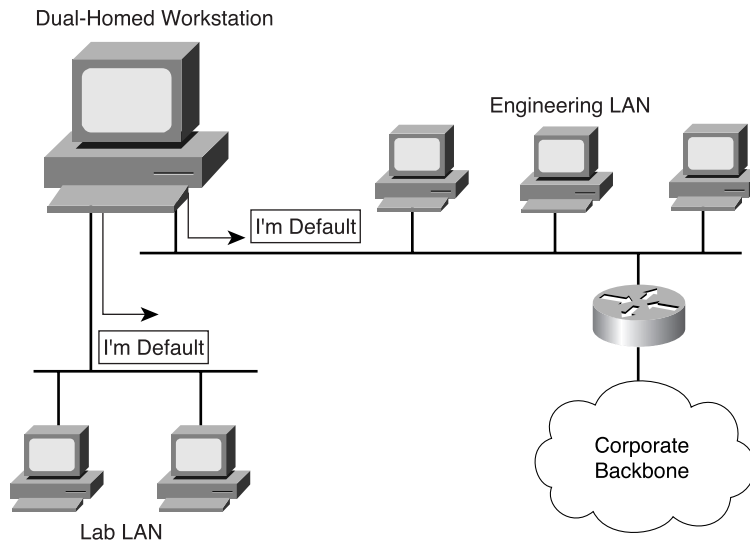 Dual-Homed Workstation
Engineering LAN
I'm Default
I'm Default
Corporate
Backbone
Lab LAN